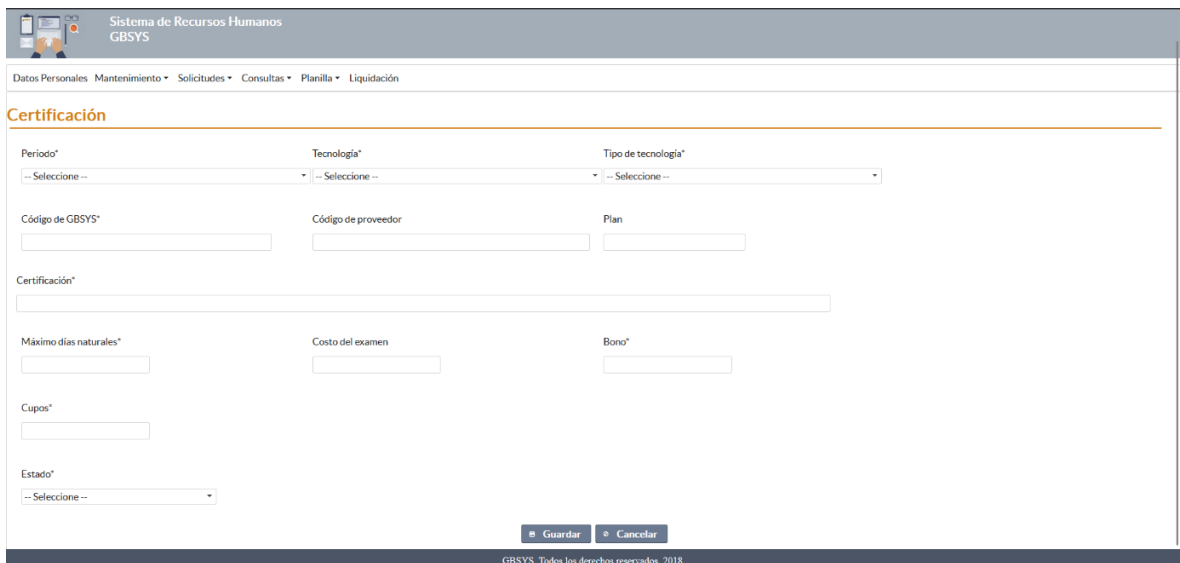 Sistema de Recursos Humanos
GBSYS
Datos Personales Mantenimiento Solicitudes Consultas Planilla Liquidación
Certificación
Periodo* Tecnología* Tipo de tecnología*
-- Seleccione -- -- Seleccione -- -- Seleccione --
Código de GBSYS* Código de proveedor Plan
Certificación*
Máximo días naturales* Costo del examen Bono*
Cupos*
Estado*
-- Seleccione --
Guardar Cancelar
GBSYS. Todos los derechos reservados. 2018